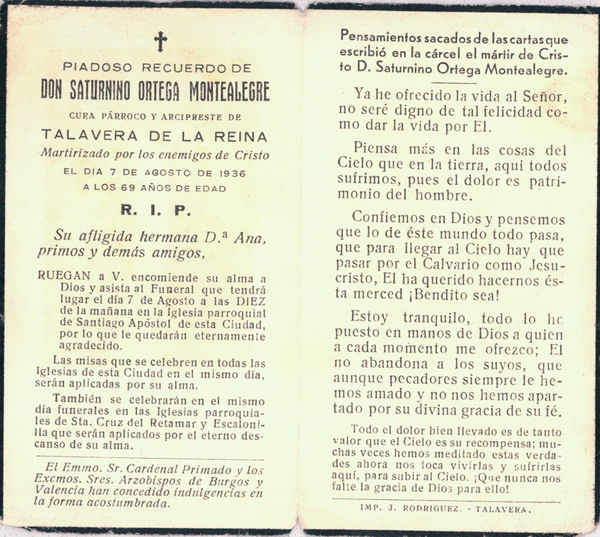 PIADOSO RECUERDO DE
DON SATURNINO ORTEGA MONTEALEGRE
CURA PÁRROCO Y ARCIPRESTE DE
TALAVERA DE LA REINA
Martirizado por los enemigos de Cristo
EL DIA 7 DE AGOSTO DE 1936
A LOS 69 AÑOS DE EDAD
R. I. P.
Su afligida hermana D.ª Ana,
primos y demás amigos,
RUEGAN a V. encomiende su alma a
Dios y asista al Funeral que tendrá
lugar el día 7 de Agosto a las DIEZ
de la mañana en la Iglesia parroquial
de Santiago Apóstol de esta Ciudad,
por lo que le quedarán eternamente
agradecido.
Las misas que se celebren en todas las
Iglesias de esta Ciudad en el mismo día,
serán aplicadas por su alma.
También se celebrarán en el mismo
día funerales en las Iglesias parroquia-
les de Sta. Cruz del Retamar y Escaloni-
lla que serán aplicados por el eterno des-
canso de su alma.
El Emmo. Sr. Cardenal Primado y los
Excmos. Sres. Arzobispos de Burgos y
Valencia han concedido indulgencias en
la forma acostumbrada.
Pensamientos sacados de las cartas que
escribió en la cárcel el mártir de Cris-
to D. Saturnino Ortega Montealegre.
Ya he ofrecido la vida al Señor,
no seré digno de tal felicidad co-
mo dar la vida por El.
Piensa más en las cosas del
Cielo que en la tierra, aquí todos
sufrimos, pues el dolor es patri-
monio del hombre.
Confiemos en Dios y pensemos
que lo de éste mundo todo pasa,
que para llegar al Cielo hay que
pasar por el Calvario como Jesu-
cristo, El ha querido hacernos és-
ta merced ¡Bendito sea!
Estoy tranquilo, todo lo he
puesto en manos de Dios a quien
a cada momento me ofrezco; El
no abandona a los suyos, que
aunque pecadores siempre le he-
mos amado y no nos hemos apar-
tado por su divina gracia de su fé.
Todo el dolor bien llevado es de tanto
valor que el Cielo es su recompensa; mu-
chas veces hemos meditado estas verda-
des ahora nos toca vivirlas y sufrirlas
aquí, para subir al Cielo. ¡Que nunca nos
falte la gracia de Dios para ello!
IMP. J. RODRIGUEZ. - TALAVERA.